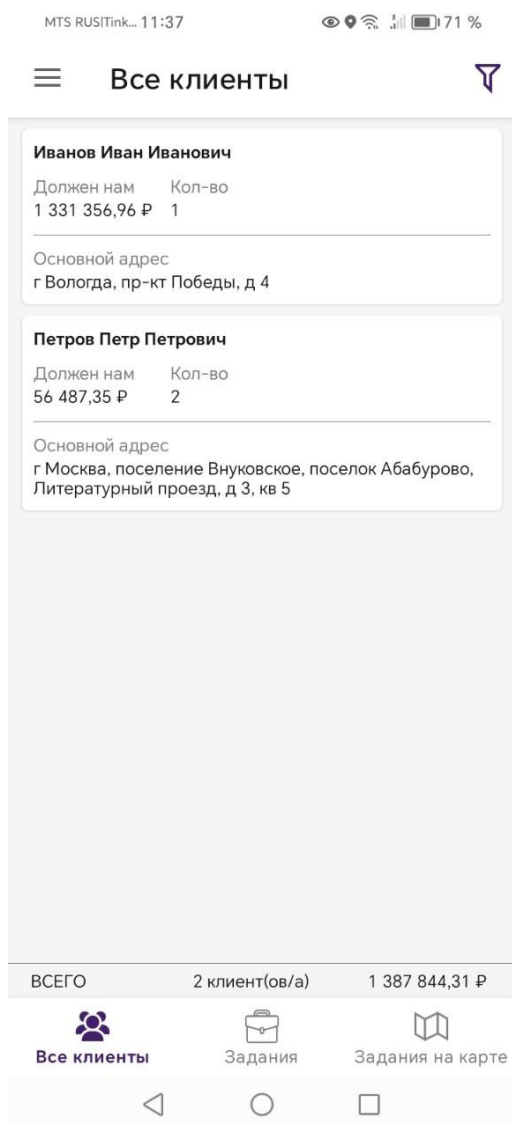 MTS RUS|Tink... 11:37 71 %
Все клиенты
Иванов Иван Иванович
Должен нам Кол-во
1 331 356,96 ₽ 1
Основной адрес
г Вологда, пр-кт Победы, д 4
Петров Петр Петрович
Должен нам Кол-во
56 487,35 ₽ 2
Основной адрес
г Москва, поселение Внуковское, поселок Абабурово,
Литературный проезд, д 3, кв 5
ВСЕГО 2 клиент(ов/а) 1 387 844,31 ₽
Все клиенты Задания Задания на карте